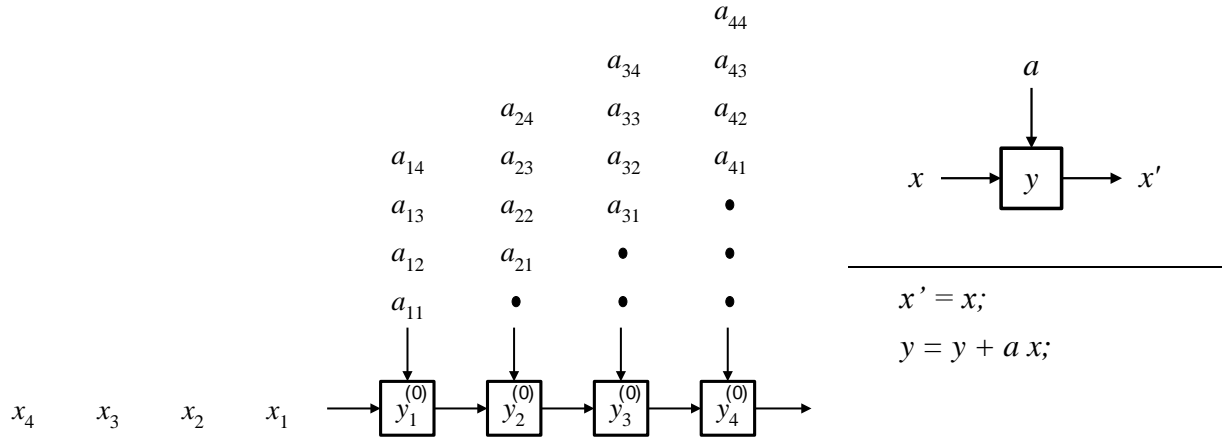 a₄₄
a₃₄ a₄₃
a₂₄ a₃₃ a₄₂
a₁₄ a₂₃ a₃₂ a₄₁
a₁₃ a₂₂ a₃₁ •
a₁₂ a₂₁ • •
a₁₁ • • •
x₄ x₃ x₂ x₁ y₁⁽⁰⁾ y₂⁽⁰⁾ y₃⁽⁰⁾ y₄⁽⁰⁾
a
x y x′
x’ = x;
y = y + a x;